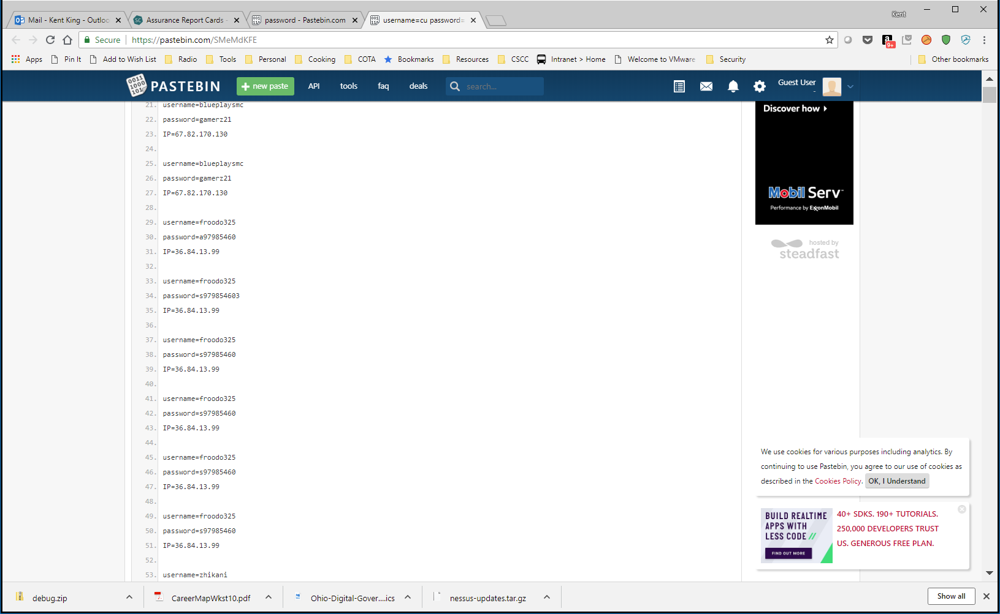 Kent
Mail - Kent King - Outloo
Assurance Report Cards -
password - Pastebin.com
username=cu password=
Secure
https://pastebin.com/SMeMdKFE
9+
Apps
Pin It
Add to Wish List
Radio
Tools
Personal
Cooking
COTA
Bookmarks
Resources
CSCC
Intranet > Home
Welcome to VMware
Security
Other bookmarks
0011
1000
101
PASTEBIN
+ new paste
API
tools
faq
deals
search...
Guest User
-
21. username=blueplaysmc
22. password=gamerz21
23. IP=67.82.170.130
24.
25. username=blueplaysmc
26. password=gamerz21
27. IP=67.82.170.130
28.
29. username=froodo325
30. password=a97985460
31. IP=36.84.13.99
32.
33. username=froodo325
34. password=s979854603
35. IP=36.84.13.99
36.
37. username=froodo325
38. password=s97985460
39. IP=36.84.13.99
40.
41. username=froodo325
42. password=s97985460
43. IP=36.84.13.99
44.
45. username=froodo325
46. password=s97985460
47. IP=36.84.13.99
48.
49. username=froodo325
50. password=s97985460
51. IP=36.84.13.99
52.
53. username=zhikani
Discover how
Mobil Serv™
Performance by ExxonMobil
hosted by
steadfast
We use cookies for various purposes including analytics. By
continuing to use Pastebin, you agree to our use of cookies as
described in the Cookies Policy. OK, I Understand
BUILD REALTIME
APPS WITH
LESS CODE //
FIND OUT MORE
40+ SDKS. 190+ TUTORIALS.
250,000 DEVELOPERS TRUST
US. GENEROUS FREE PLAN.
debug.zip
CareerMapWkst10.pdf
Ohio-Digital-Gover....ics
nessus-updates.tar.gz
Show all